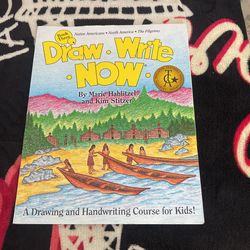 Book Three
Native Americans • North America • The Pilgrims
Draw • Write
• NOW •
By Marie Hablitzel
and Kim Stitzer
A Drawing and Handwriting Course for Kids!